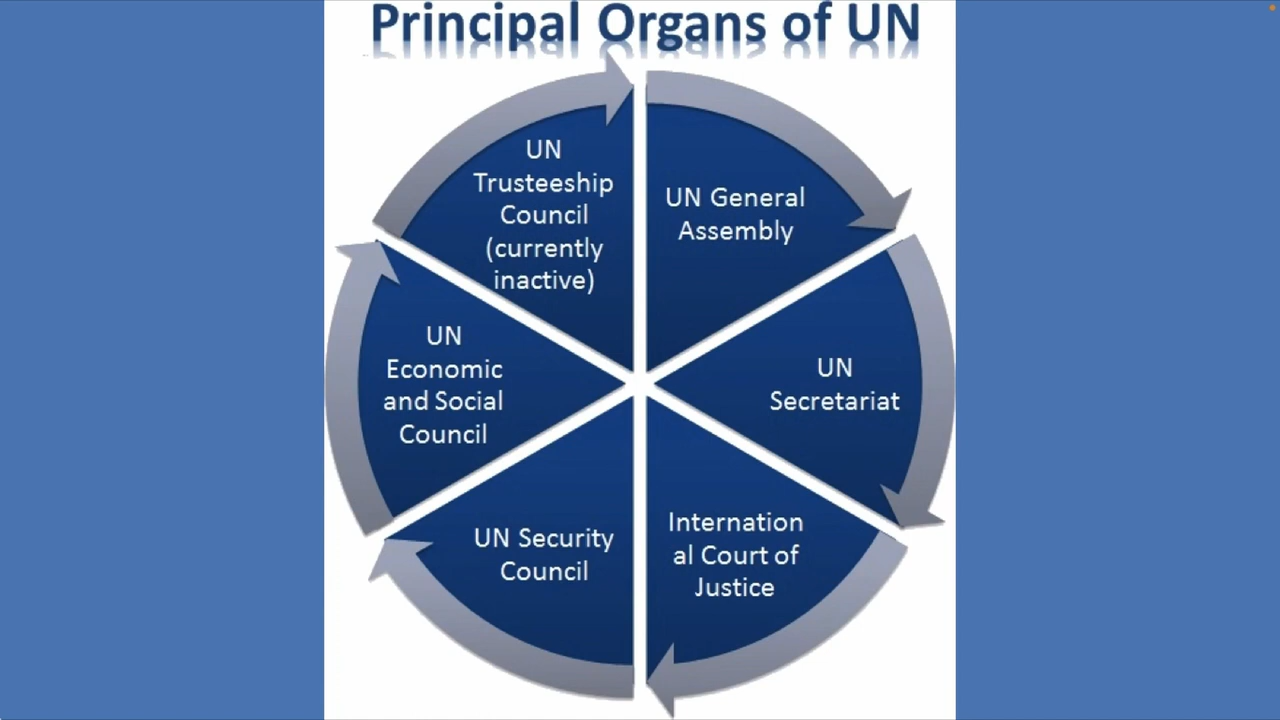 Principal Organs of UN
UN
Trusteeship
Council
(currently
inactive)
UN General
Assembly
UN
Economic
and Social
Council
UN
Secretariat
UN Security
Council
Internation
al Court of
Justice